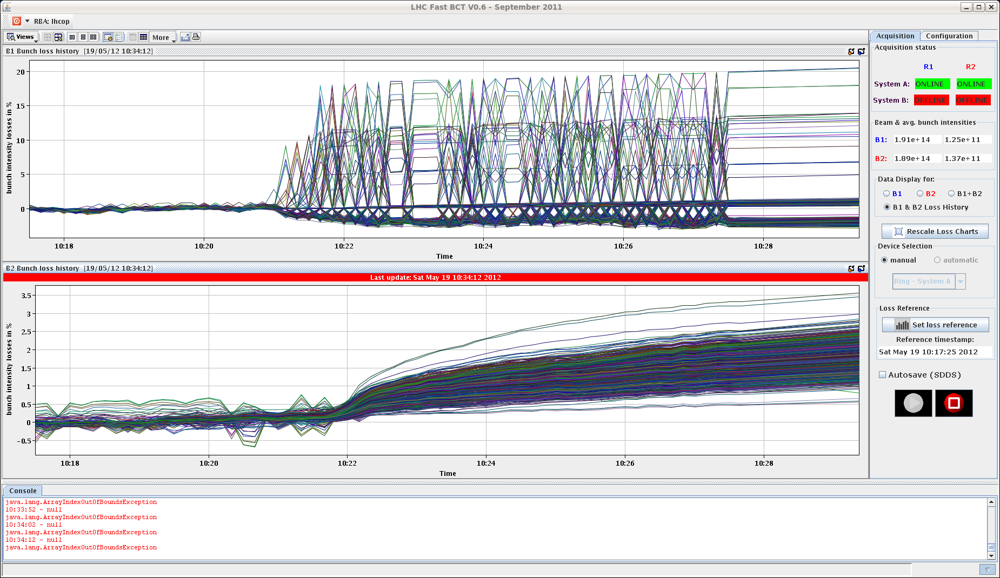 LHC Fast BCT V0.6 - September 2011
RBA: lhcop
Views
More
B1 Bunch loss history [19/05/12 10:34:12]
bunch intensity losses in %
20
15
10
5
0
10:18 10:20 10:22 10:24 10:26 10:28
Time
B2 Bunch loss history [19/05/12 10:34:12]
Last update: Sat May 19 10:34:12 2012
bunch intensity losses in %
3.5
3
2.5
2
1.5
1
0.5
0
-0.5
10:18 10:20 10:22 10:24 10:26 10:28
Time
Acquisition Configuration
Acquisition status
R1 R2
System A: ONLINE ONLINE
System B: OFFLINE OFFLINE
Beam & avg. bunch intensities
B1: 1.91e+14 1.25e+11
B2: 1.89e+14 1.37e+11
Data Display for:
B1 B2 B1+B2
B1 & B2 Loss History
Rescale Loss Charts
Device Selection
manual automatic
Ring - System A
Loss Reference
Set loss reference
Reference timestamp:
Sat May 19 10:17:25 2012
Autosave (SDDS)
Console
java.lang.ArrayIndexOutOfBoundsException
10:33:52 - null
java.lang.ArrayIndexOutOfBoundsException
10:34:02 - null
java.lang.ArrayIndexOutOfBoundsException
10:34:12 - null
java.lang.ArrayIndexOutOfBoundsException